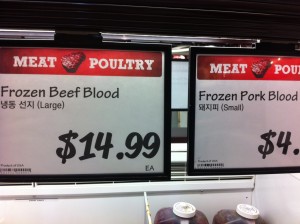 MEAT POULTRY
Frozen Beef Blood
냉동 선지 (Large)
$14.99
EA
MEAT POULTRY
Frozen Pork Blood
돼지피 (Small)
$4.